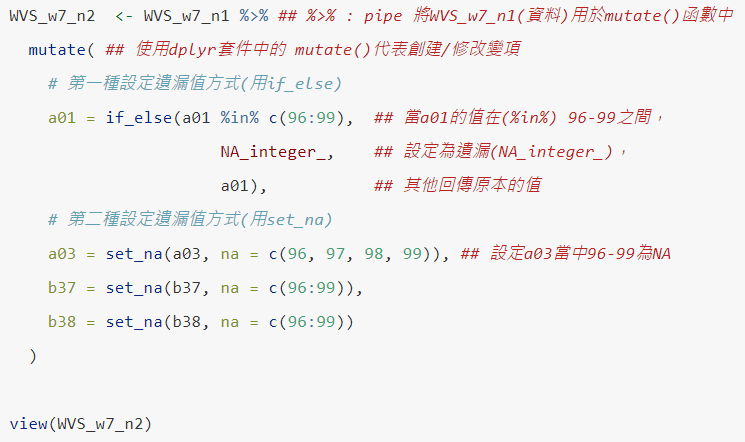 WVS_w7_n2  <- WVS_w7_n1 %>% ## %>% : pipe 將WVS_w7_n1(資料)用於mutate()函數中
  mutate( ## 使用dplyr套件中的 mutate()代表創建/修改變項
    # 第一種設定遺漏值方式(用if_else)
    a01 = if_else(a01 %in% c(96:99),  ## 當a01的值在(%in%) 96-99之間，
                  NA_integer_,    ## 設定為遺漏(NA_integer_)，
                  a01),           ## 其他回傳原本的值
    # 第二種設定遺漏值方式(用set_na)
    a03 = set_na(a03, na = c(96, 97, 98, 99)), ## 設定a03當中96-99為NA
    b37 = set_na(b37, na = c(96:99)),
    b38 = set_na(b38, na = c(96:99))
  )
view(WVS_w7_n2)